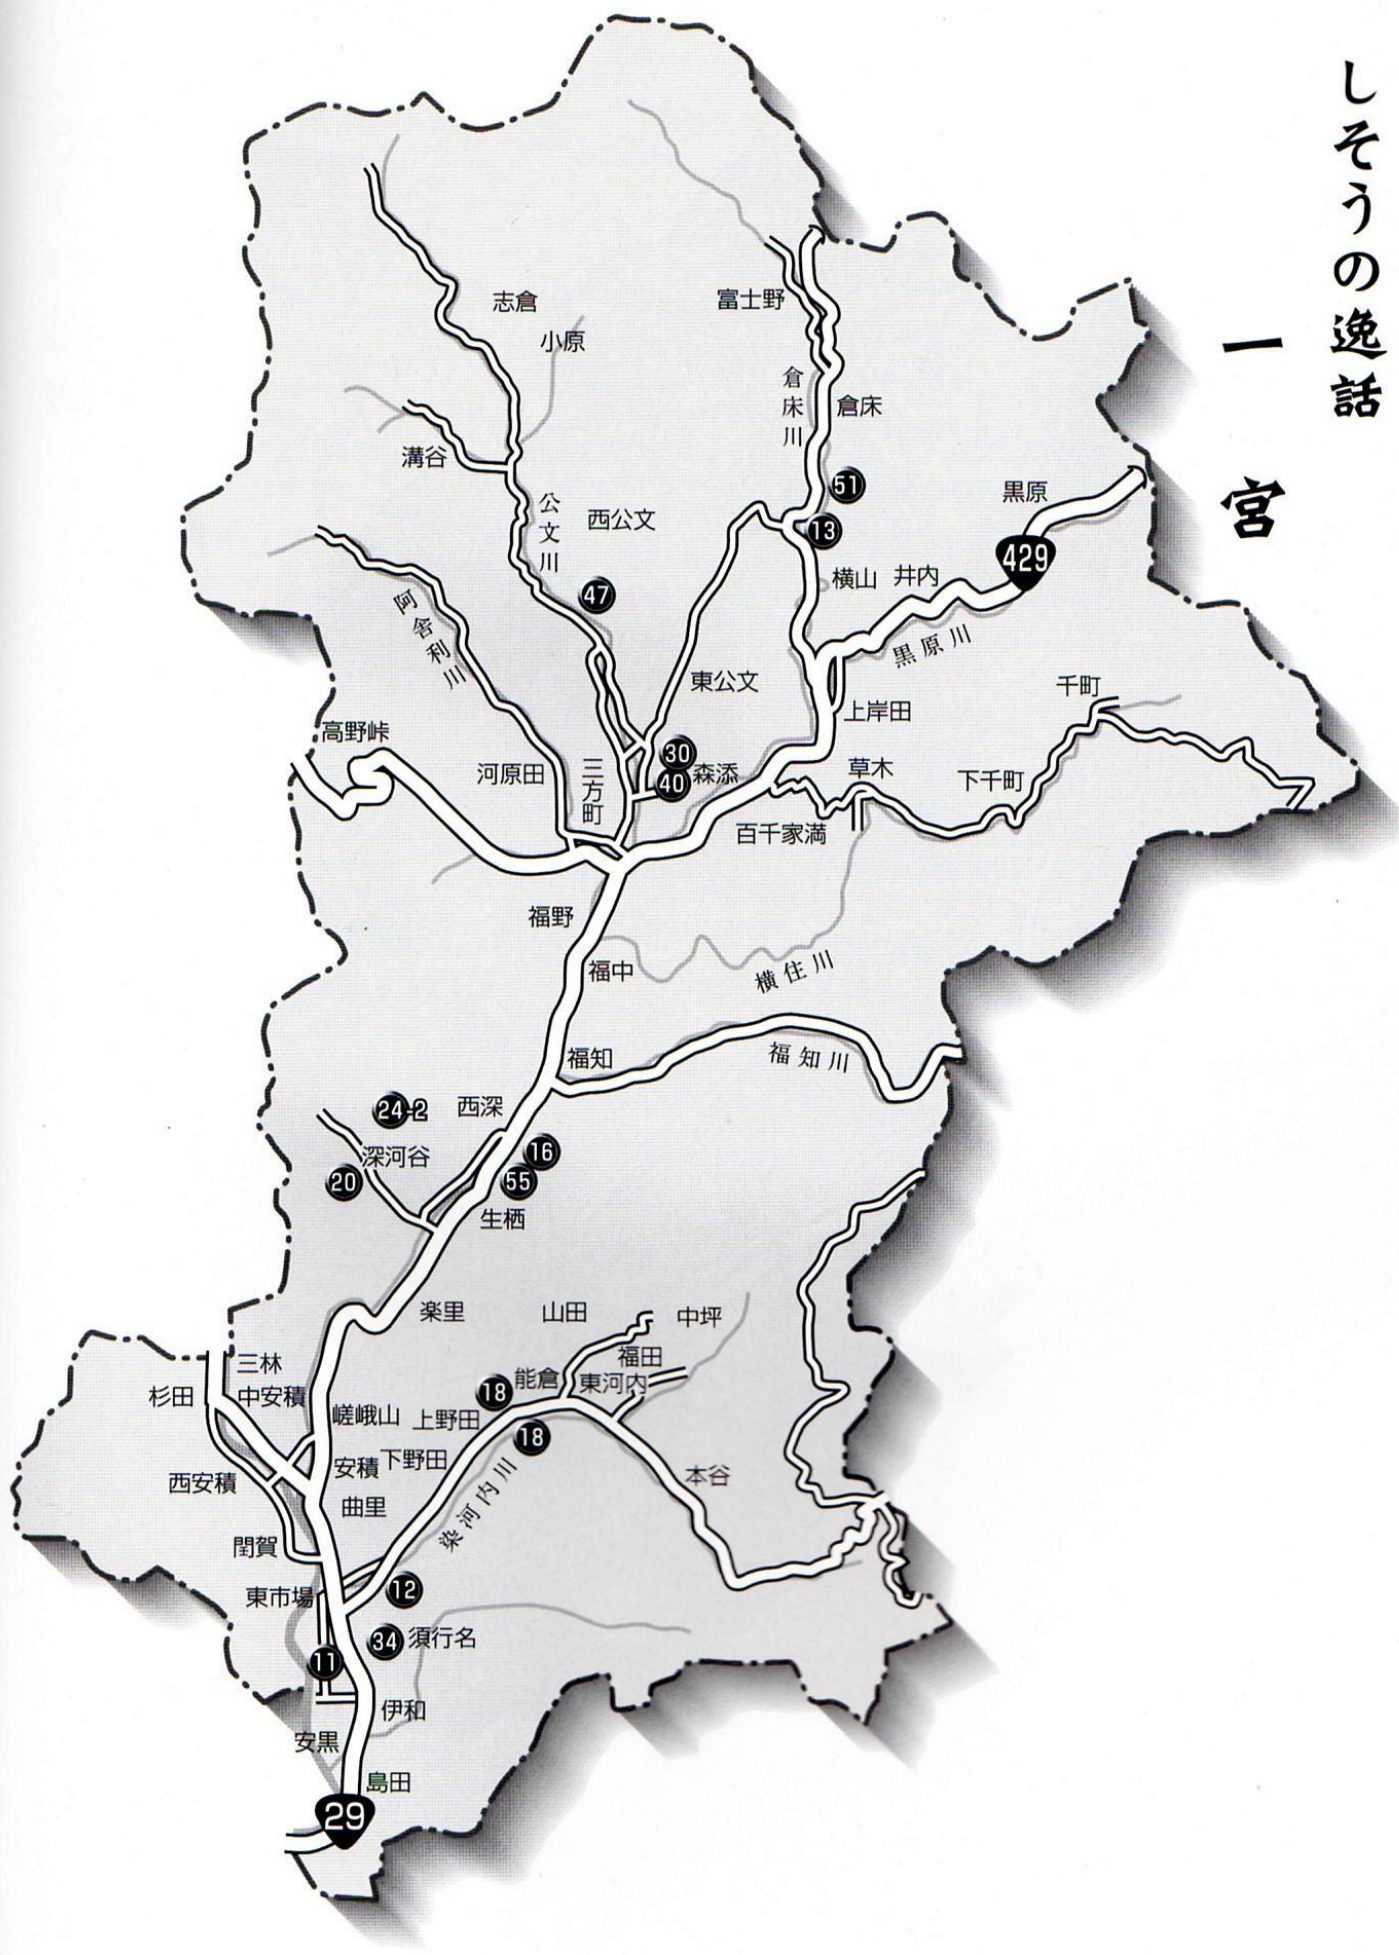 しそうの逸話
一宮
志倉
小原
富士野
倉床川
倉床
溝谷
公文川
西公文
51
13
黒原
429
47
横山
井内
黒原川
阿舎利川
東公文
千町
上岸田
高野峠
河原田
三方町
30
40
森添
草木
下千町
百千家満
福野
福中
横住川
福知
福知川
24-2
西深
深河谷
20
16
55
生栖
楽里
山田
中坪
三林
杉田
中安積
福田
能倉
東河内
18
嵯峨山
上野田
18
安積
下野田
西安積
本谷
曲里
染河内川
閏賀
東市場
12
34
須行名
11
伊和
安黒
島田
29